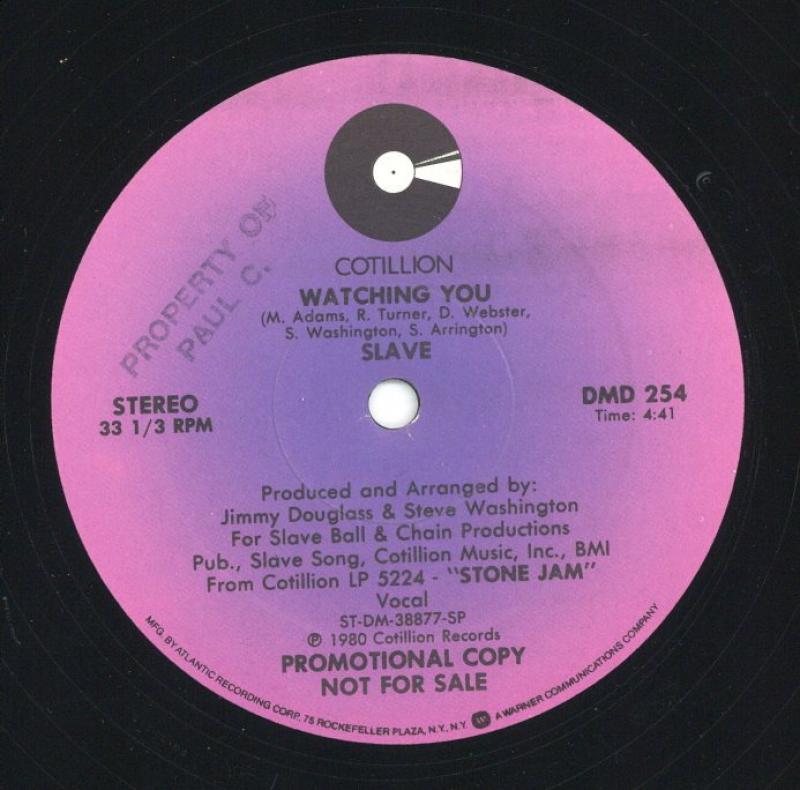 COTILLION
WATCHING YOU
(M. Adams, R. Turner, D. Webster,
S. Washington, S. Arrington)
SLAVE
PROPERTY OF
PAUL C.
STEREO
33 1/3 RPM
DMD 254
Time: 4:41
Produced and Arranged by:
Jimmy Douglass & Steve Washington
For Slave Ball & Chain Productions
Pub., Slave Song, Cotillion Music, Inc., BMI
From Cotillion LP 5224 - "STONE JAM"
Vocal
ST-DM-38877-SP
℗ 1980 Cotillion Records
PROMOTIONAL COPY
NOT FOR SALE
MFG. BY ATLANTIC RECORDING CORP. 75 ROCKEFELLER PLAZA, N.Y., N.Y. W A WARNER COMMUNICATIONS COMPANY